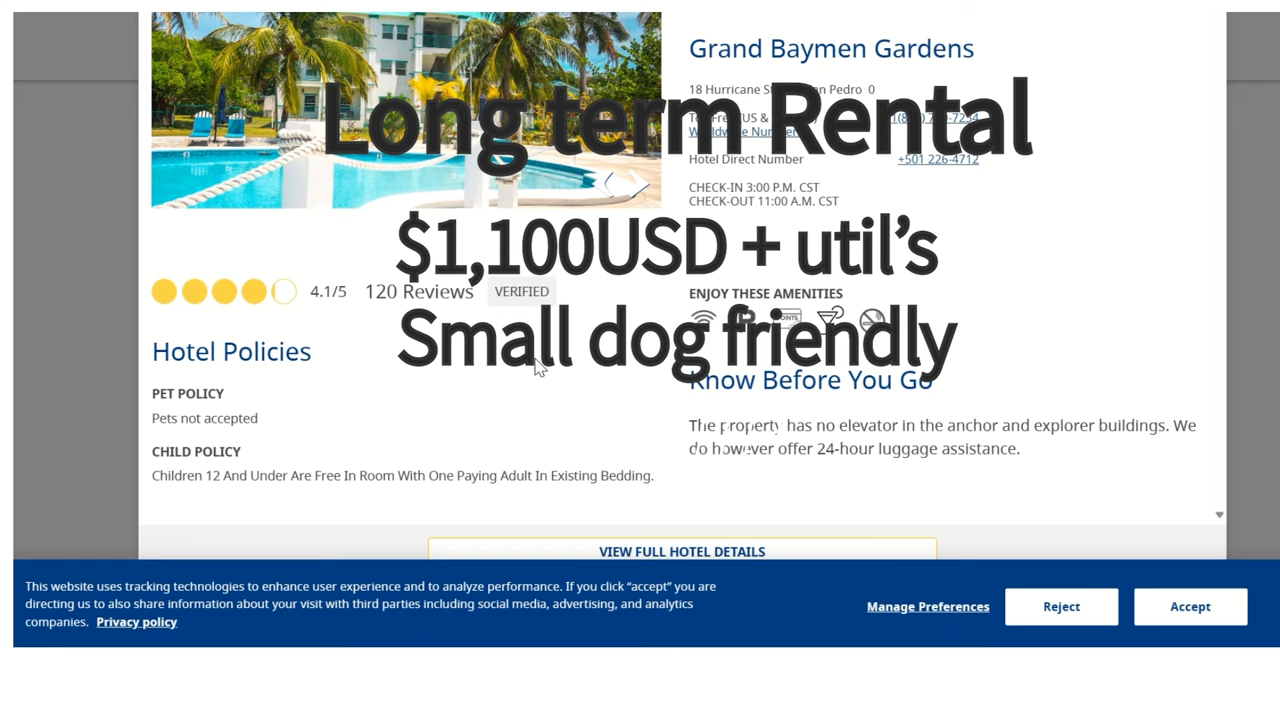 Grand Baymen Gardens
18 Hurricane San Pedro 0
Long term Rental
Hotel Direct Number +501 226-4712
CHECK-IN 3:00 P.M. CST
CHECK-OUT 11:00 A.M. CST
$1,100USD + util’s
4.1/5 120 Reviews VERIFIED
ENJOY THESE AMENITIES
Small dog friendly
Hotel Policies
Know Before You Go
PET POLICY
Pets not accepted
The property has no elevator in the anchor and explorer buildings. We
do however offer 24-hour luggage assistance.
CHILD POLICY
Children 12 And Under Are Free In Room With One Paying Adult In Existing Bedding.
VIEW FULL HOTEL DETAILS
This website uses tracking technologies to enhance user experience and to analyze performance. If you click “accept” you are
directing us to also share information about your visit with third parties including social media, advertising, and analytics
companies. Privacy policy
Manage Preferences
Reject
Accept